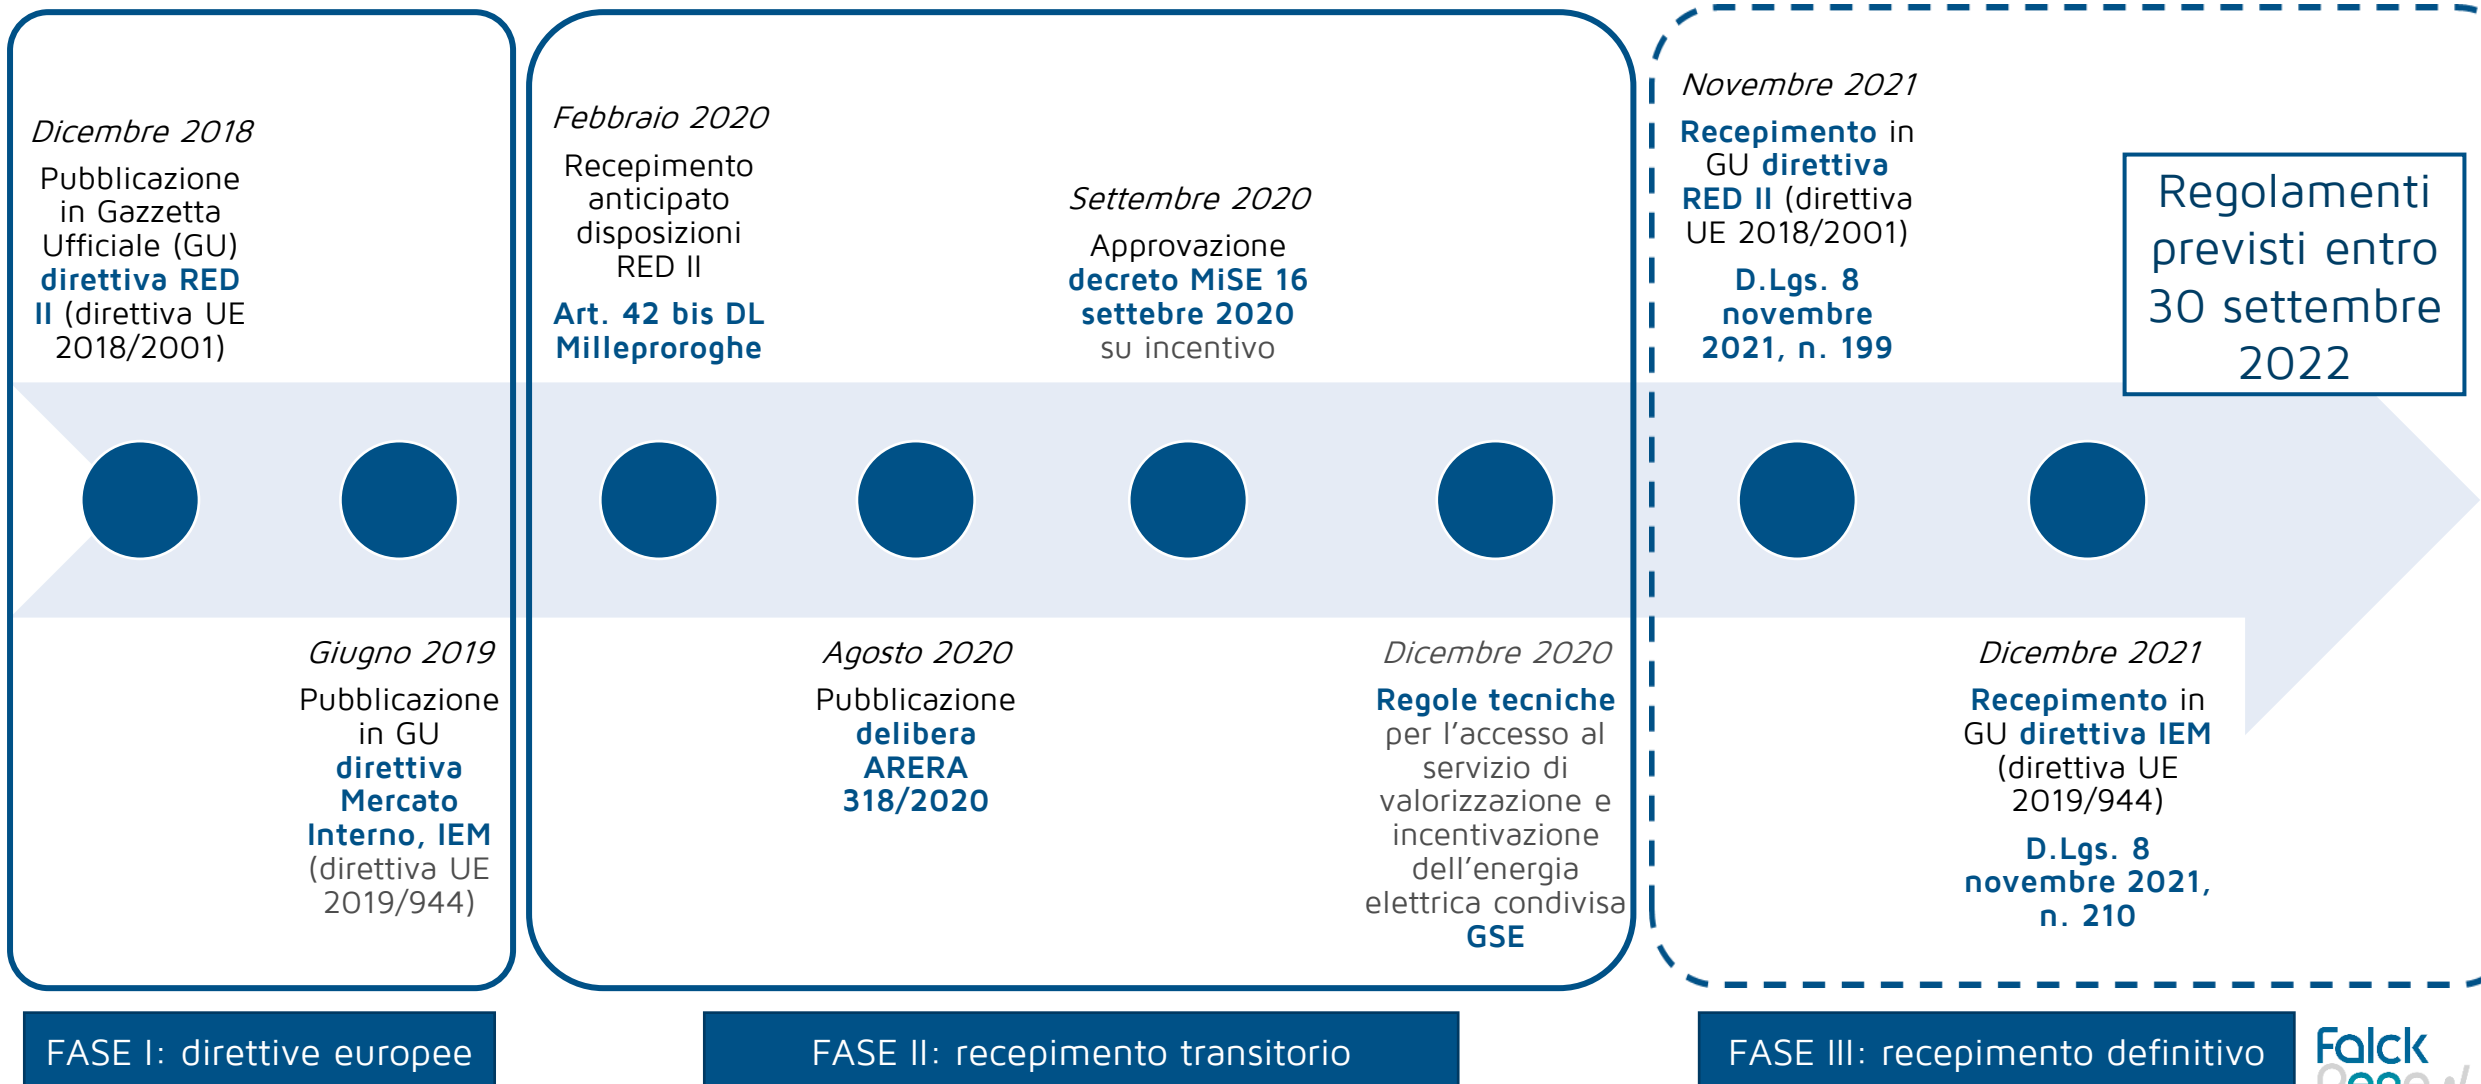 Dicembre 2018
Pubblicazione
in Gazzetta
Ufficiale (GU)
direttiva RED
II (direttiva UE
2018/2001)
Giugno 2019
Pubblicazione
in GU
direttiva
Mercato
Interno, IEM
(direttiva UE
2019/944)
FASE I: direttive europee
Febbraio 2020
Recepimento
anticipato
disposizioni
RED II
Art. 42 bis DL
Milleproroghe
Agosto 2020
Pubblicazione
delibera
ARERA
318/2020
Settembre 2020
Approvazione
decreto MiSE 16
settebre 2020
su incentivo
Dicembre 2020
Regole tecniche
per l'accesso al
servizio di
valorizzazione e
incentivazione
dell'energia
elettrica condivisa
GSE
FASE II: recepimento transitorio
Novembre 2021
Recepimento in
GU direttiva
RED II (direttiva
UE 2018/2001)
D.Lgs. 8
novembre
2021, n. 199
Dicembre 2021
Recepimento in
GU direttiva IEM
(direttiva UE
2019/944)
D.Lgs. 8
novembre 2021,
n. 210
Regolamenti
previsti entro
30 settembre
2022
FASE III: recepimento definitivo
Falck